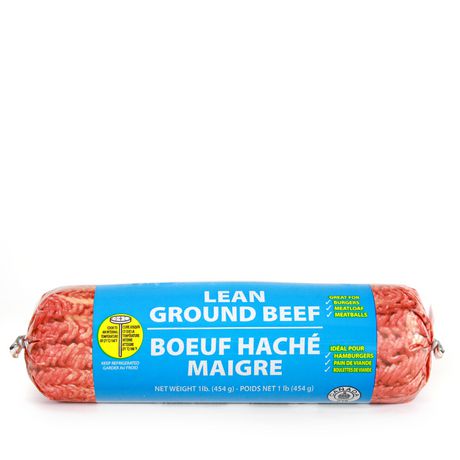 LEAN
GROUND BEEF
BOEUF HACHÉ
MAIGRE
NET WEIGHT 1lb. (454 g) - POIDS NET 1 lb (454 g)
GREAT FOR
✓ BURGERS
✓ MEATLOAF
✓ MEATBALLS
IDÉAL POUR
✓ HAMBURGERS
✓ PAIN DE VIANDE
✓ BOULETTES DE VIANDE
KEEP REFRIGERATED
GARDER AU FROID
CANADA